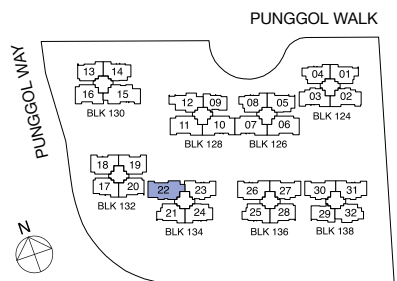 PUNGGOL WALK
PUNGGOL WAY
13 14
16 15
BLK 130
04 01
03 02
BLK 124
12 09
11 10
BLK 128
08 05
07 06
BLK 126
18 19
17 20
BLK 132
22 23
21 24
BLK 134
26 27
25 28
BLK 136
30 31
29 32
BLK 138
N